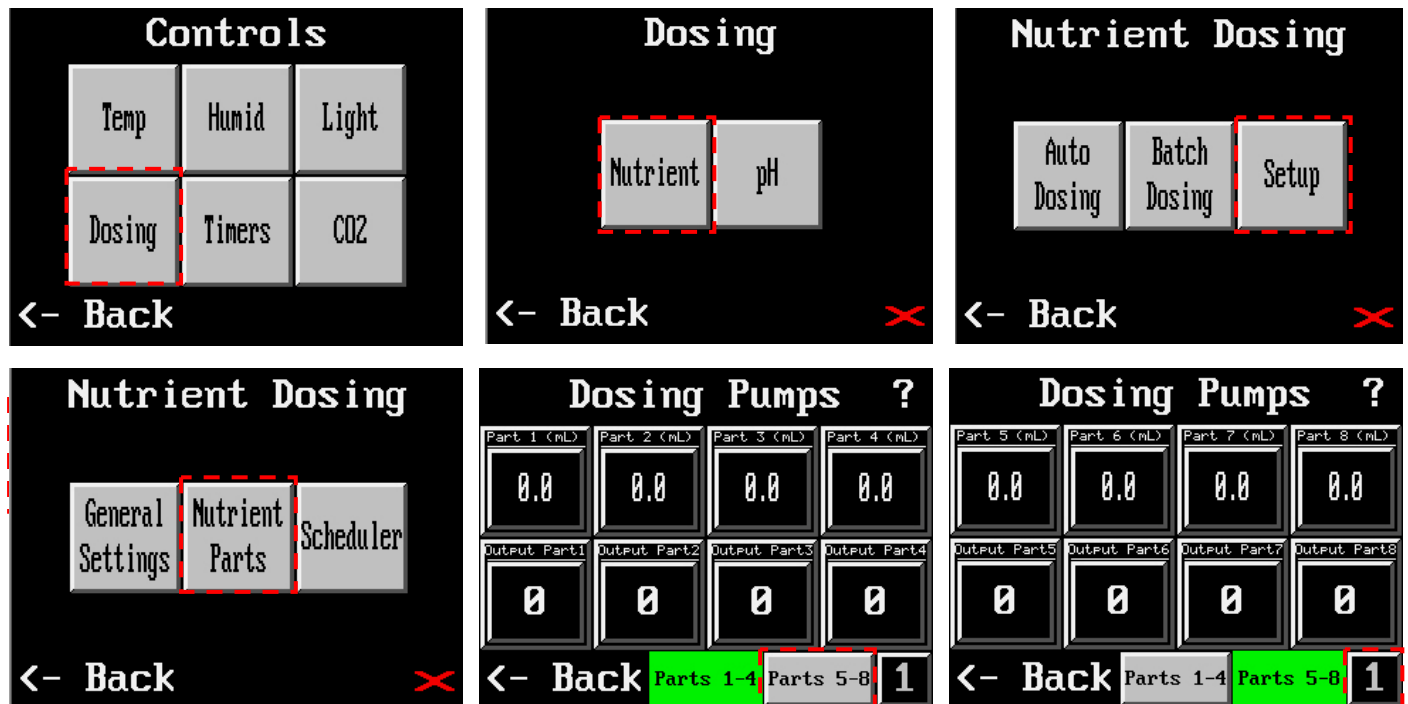 Controls
Temp Humid Light
Dosing Timers CO2
<- Back
Dosing
Nutrient pH
<- Back
Nutrient Dosing
Auto Dosing
Batch Dosing
Setup
<- Back
Nutrient Dosing
General Settings
Nutrient Parts
Scheduler
<- Back
Dosing Pumps ?
Part 1 (mL) Part 2 (mL) Part 3 (mL) Part 4 (mL)
0.0 0.0 0.0 0.0
Output Part1 Output Part2 Output Part3 Output Part4
0 0 0 0
<- Back Parts 1-4 Parts 5-8 1
Dosing Pumps ?
Part 5 (mL) Part 6 (mL) Part 7 (mL) Part 8 (mL)
0.0 0.0 0.0 0.0
Output Part5 Output Part6 Output Part7 Output Part8
0 0 0 0
<- Back Parts 1-4 Parts 5-8 1